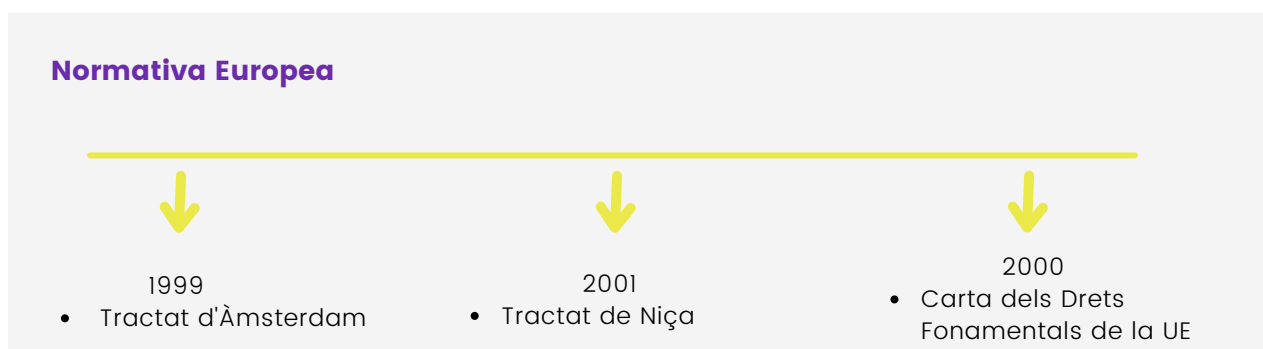 Normativa Europea
1999
• Tractat d'Àmsterdam
2001
• Tractat de Niça
2000
• Carta dels Drets
Fonamentals de la UE